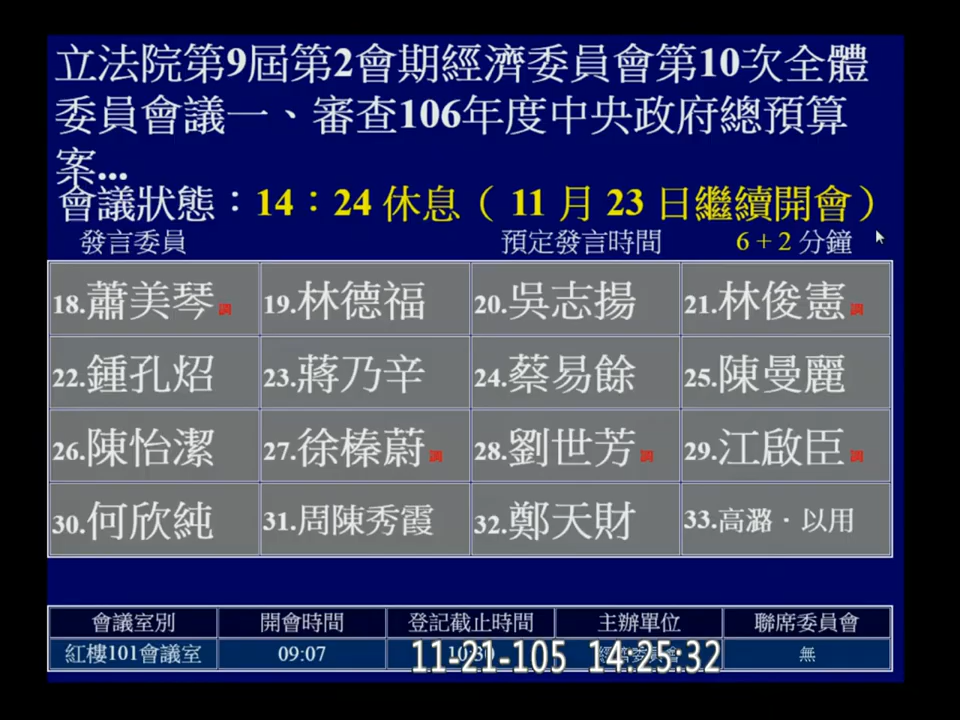 立法院第9屆第2會期經濟委員會第10次全體
委員會議一、審查106年度中央政府總預算
案...
會議狀態：14：24 休息（ 11 月 23 日繼續開會）
發言委員 預定發言時間 6 + 2 分鐘
18.蕭美琴 19.林德福 20.吳志揚 21.林俊憲
22.鍾孔炤 23.蔣乃辛 24.蔡易餘 25.陳曼麗
26.陳怡潔 27.徐榛蔚 28.劉世芳 29.江啟臣
30.何欣純 31.周陳秀霞 32.鄭天財 33.高潞．以用
會議室別 開會時間 登記截止時間 主辦單位 聯席委員會
紅樓101會議室 09:07 無
11-21-105 14:25:32